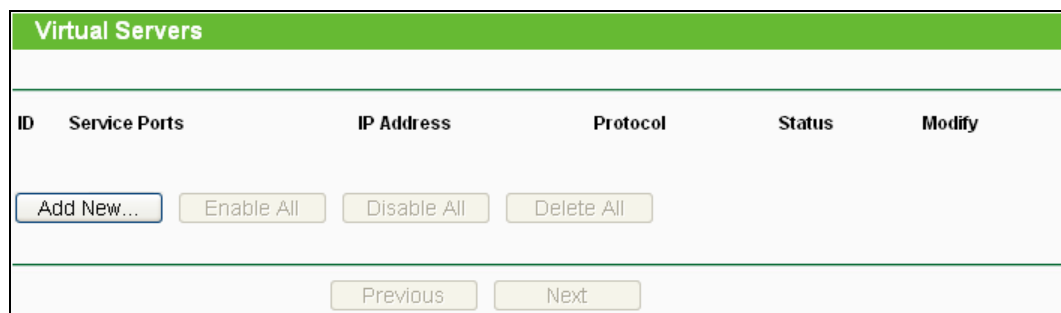 Virtual Servers
ID Service Ports IP Address Protocol Status Modify
Add New... Enable All Disable All Delete All
Previous Next